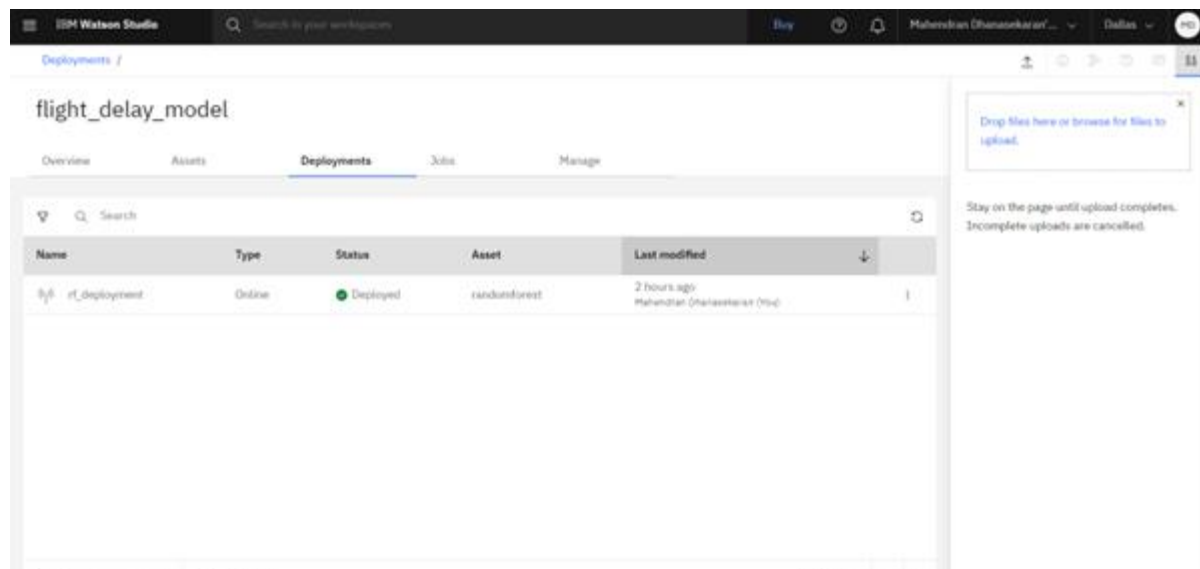 IBM Watson Studio
Search in your workspaces
Buy
Mahendran Dhanasekaran'...
Dallas
MD
Deployments /
flight_delay_model
Overview
Assets
Deployments
Jobs
Manage
Drop files here or browse for files to
upload.
Stay on the page until upload completes.
Incomplete uploads are cancelled.
Search
Name
Type
Status
Asset
Last modified
rf_deployment
Online
Deployed
randomforest
2 hours ago
Mahendran Dhanasekaran (You)